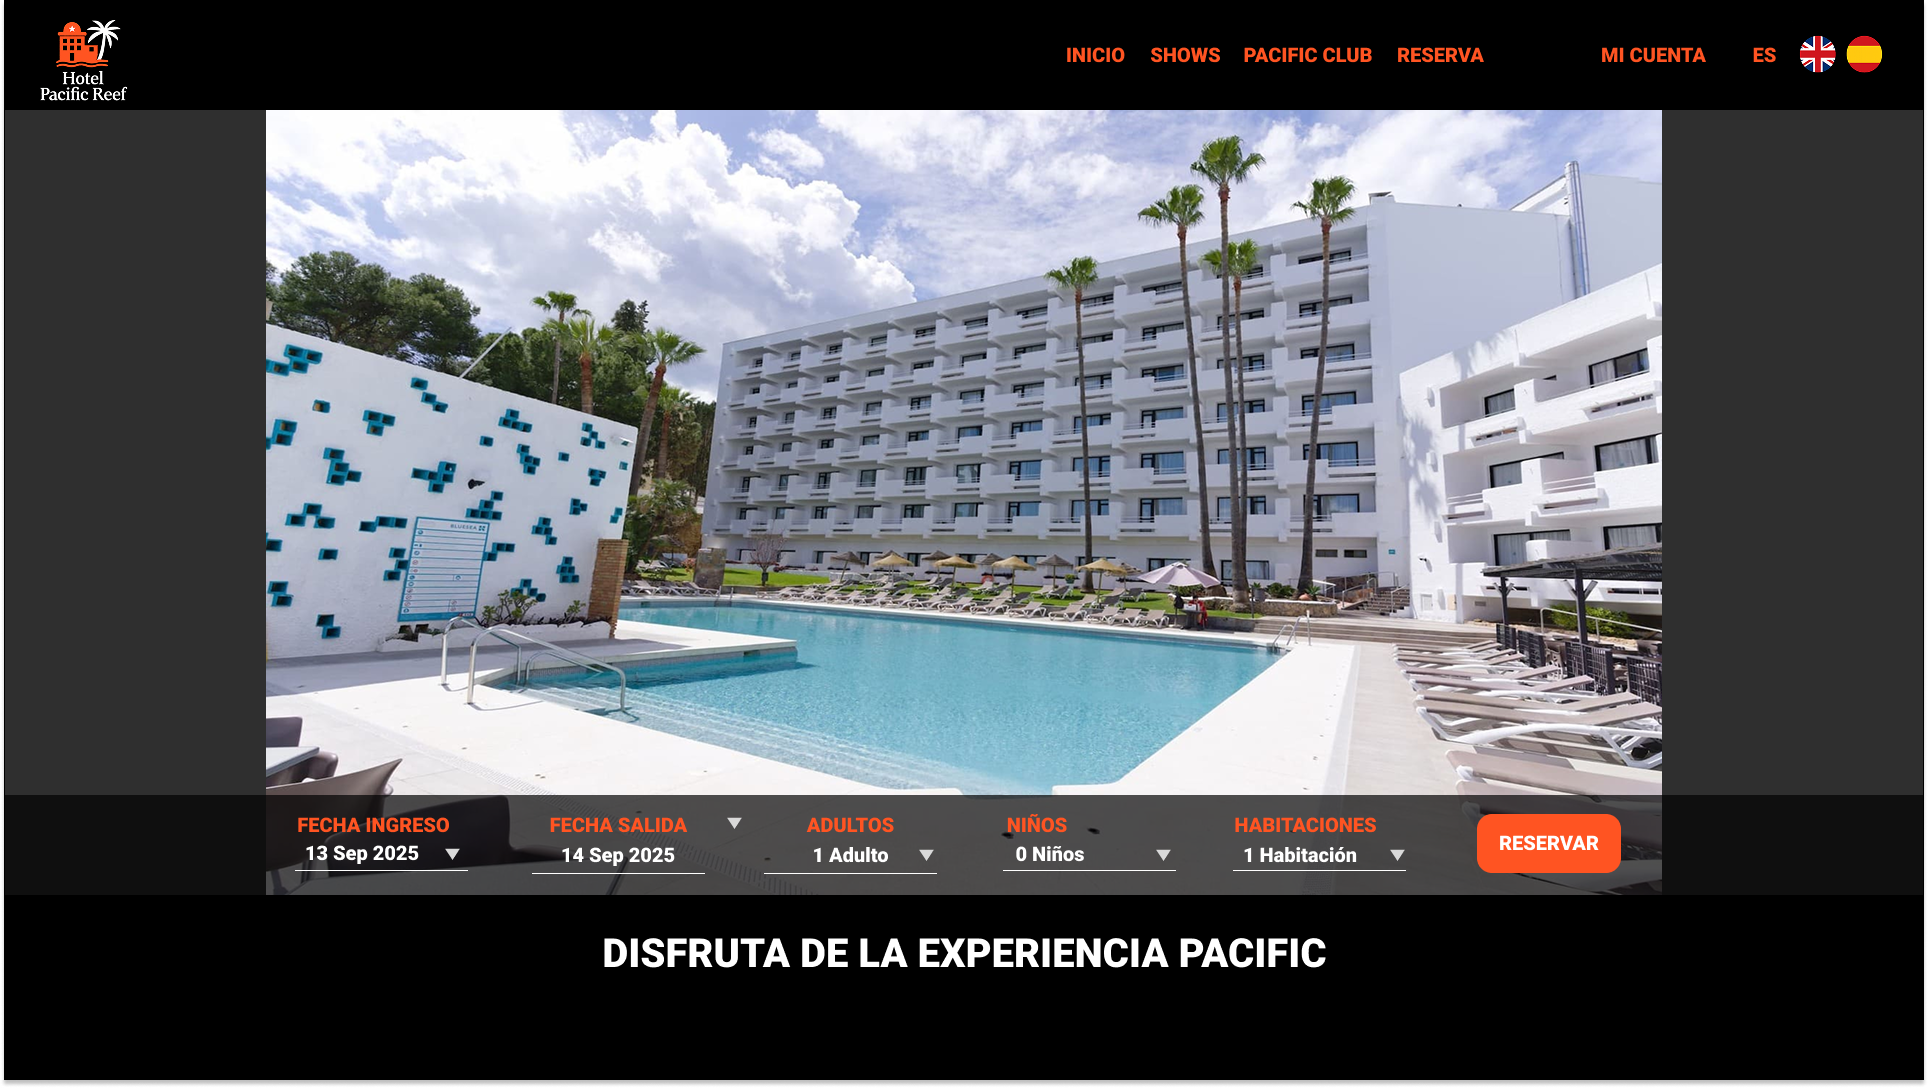 Hotel
Pacific Reef
INICIO SHOWS PACIFIC CLUB RESERVA MI CUENTA ES
BLUESEA
FECHA INGRESO FECHA SALIDA ADULTOS NIÑOS HABITACIONES
13 Sep 2025 14 Sep 2025 1 Adulto 0 Niños 1 Habitación
RESERVAR
DISFRUTA DE LA EXPERIENCIA PACIFIC